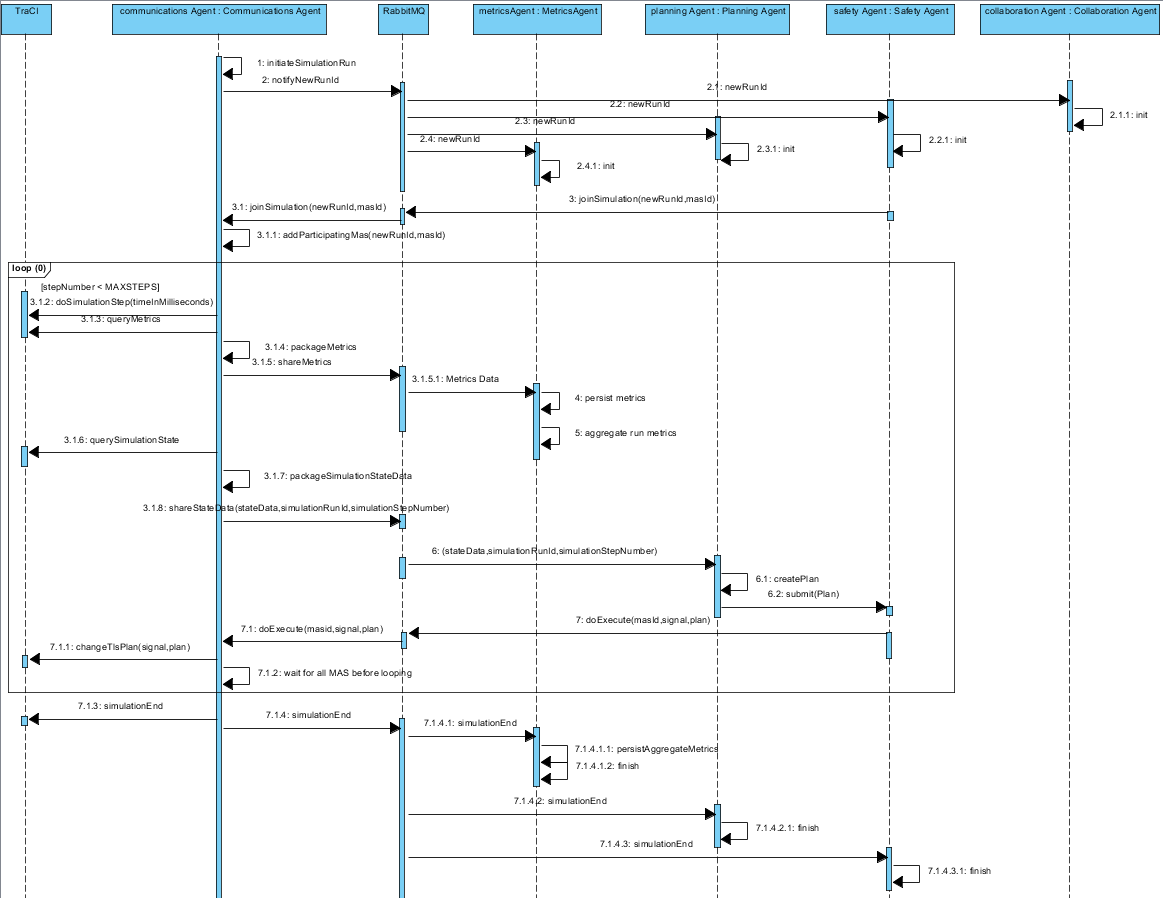 TraCI
communications Agent : Communications Agent
RabbitMQ
metricsAgent : MetricsAgent
planning Agent : Planning Agent
safety Agent : Safety Agent
collaboration Agent : Collaboration Agent
1: initiateSimulationRun
2: notifyNewRunId
2.1: newRunId
2.2: newRunId
2.1.1: init
2.3: newRunId
2.4: newRunId
2.2.1: init
2.3.1: init
2.4.1: init
3: joinSimulation(newRunId,masId)
3.1: joinSimulation(newRunId,masId)
3.1.1: addParticipatingMas(newRunId,masId)
loop (0)
[stepNumber < MAXSTEPS]
3.1.2: doSimulationStep(timeInMilliseconds)
3.1.3: queryMetrics
3.1.4: packageMetrics
3.1.5: shareMetrics
3.1.5.1: Metrics Data
4: persist metrics
5: aggregate run metrics
3.1.6: querySimulationState
3.1.7: packageSimulationStateData
3.1.8: shareStateData(stateData,simulationRunId,simulationStepNumber)
6: (stateData,simulationRunId,simulationStepNumber)
6.1: createPlan
6.2: submit(Plan)
7: doExecute(masId,signal,plan)
7.1: doExecute(masid,signal,plan)
7.1.1: changeTlsPlan(signal,plan)
7.1.2: wait for all MAS before looping
7.1.3: simulationEnd
7.1.4: simulationEnd
7.1.4.1: simulationEnd
7.1.4.1.1: persistAggregateMetrics
7.1.4.1.2: finish
7.1.4.2: simulationEnd
7.1.4.2.1: finish
7.1.4.3: simulationEnd
7.1.4.3.1: finish